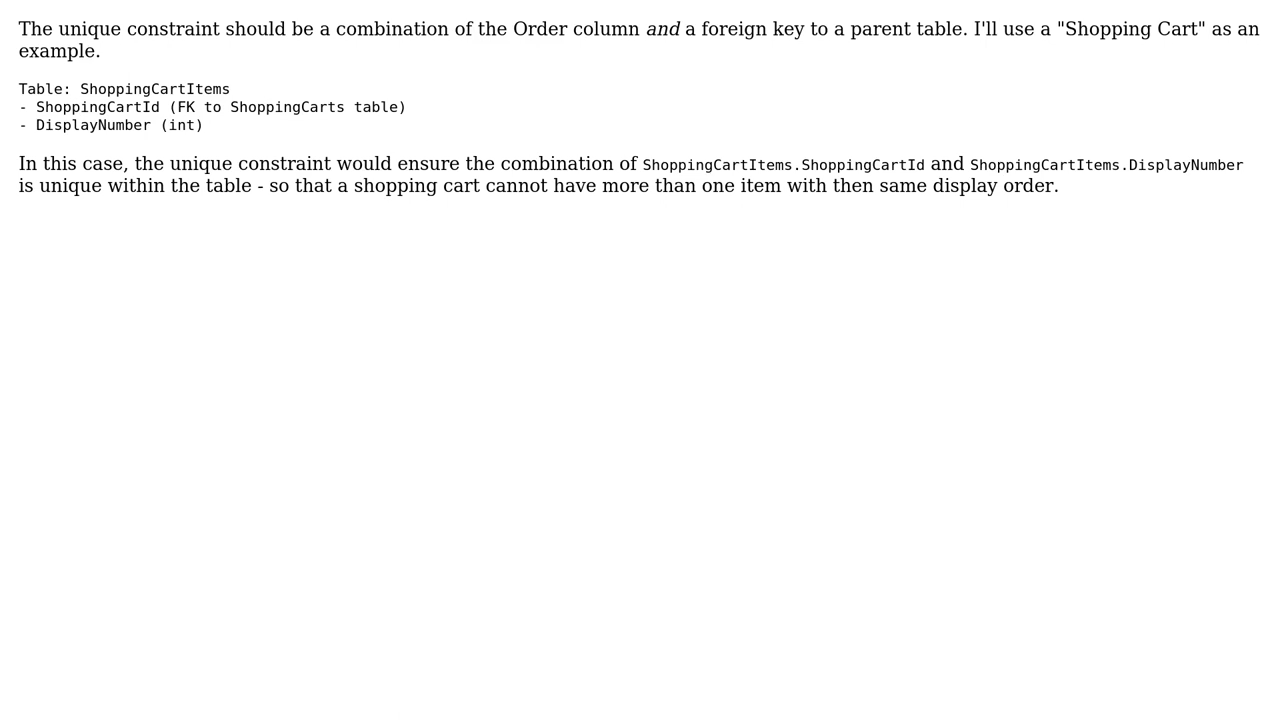 The unique constraint should be a combination of the Order column and a foreign key to a parent table. I'll use a "Shopping Cart" as an
example.
Table: ShoppingCartItems
- ShoppingCartId (FK to ShoppingCarts table)
- DisplayNumber (int)
In this case, the unique constraint would ensure the combination of ShoppingCartItems.ShoppingCartId and ShoppingCartItems.DisplayNumber
is unique within the table - so that a shopping cart cannot have more than one item with then same display order.